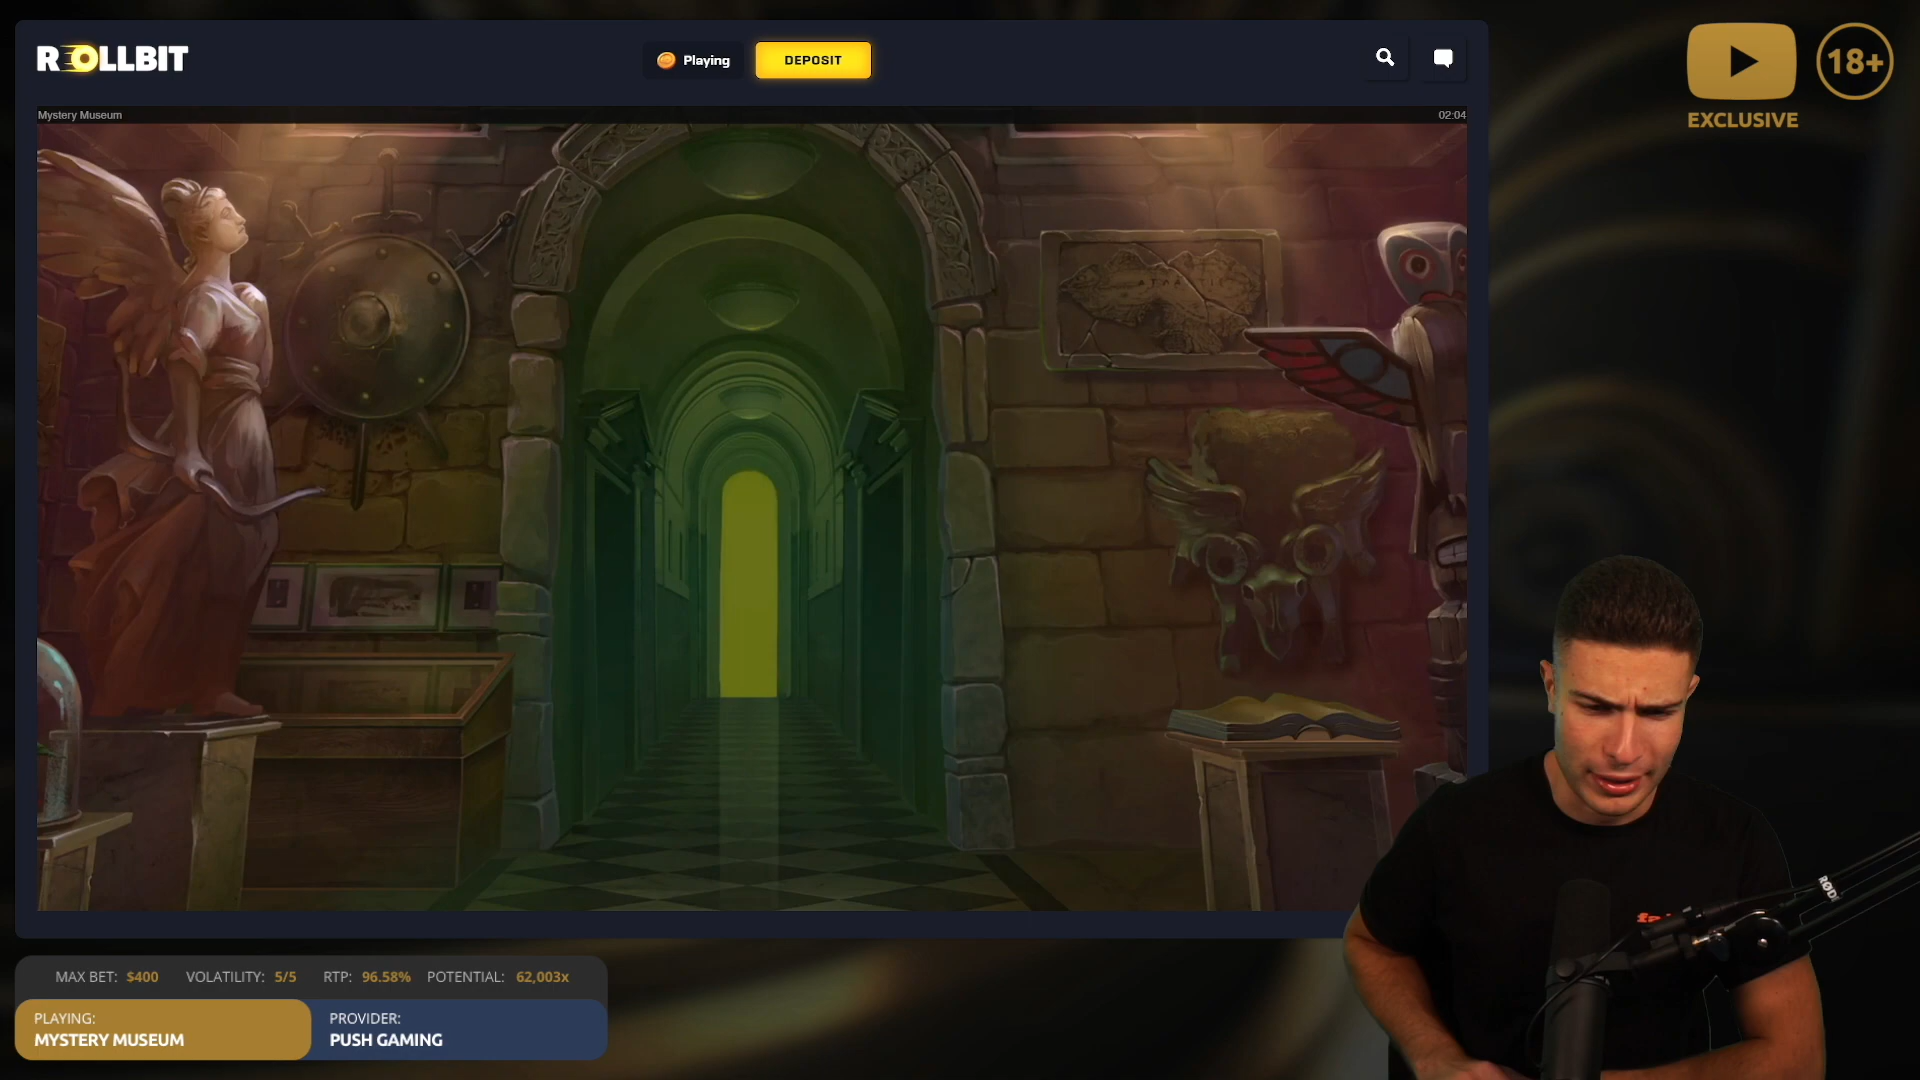 ROLLBIT
Playing
DEPOSIT
18+
EXCLUSIVE
Mystery Museum
02:04
MAX BET: $400
VOLATILITY: 5/5
RTP: 96.58%
POTENTIAL: 62,003x
PLAYING:
MYSTERY MUSEUM
PROVIDER:
PUSH GAMING